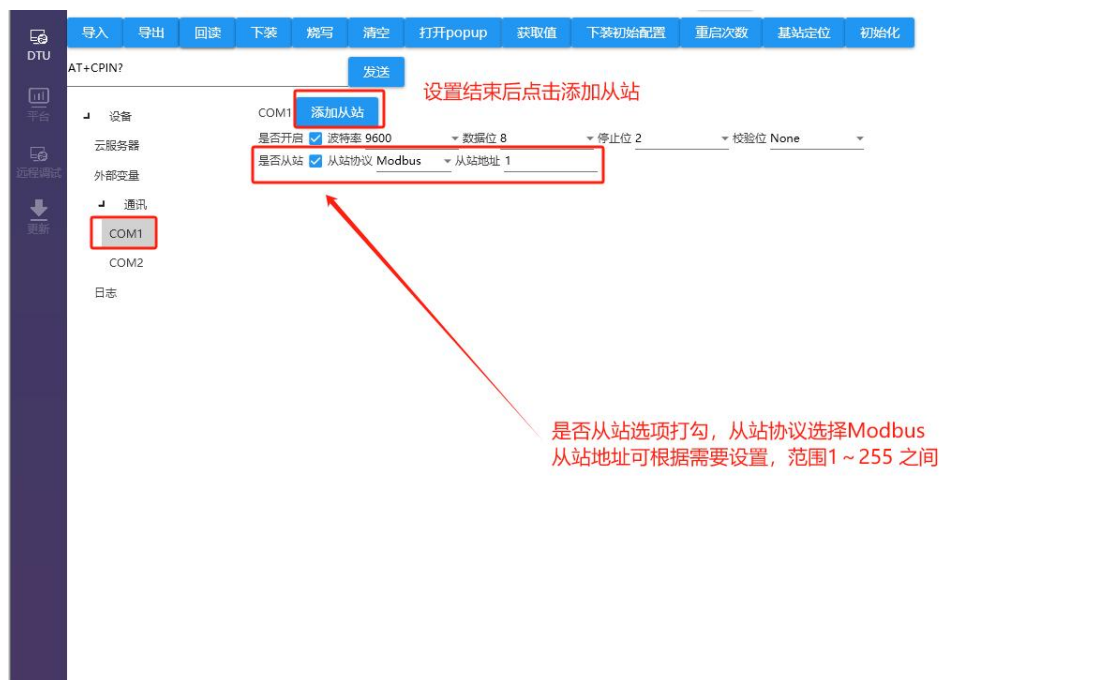 导入 导出 回读 下装 烧写 清空 打开popup 获取值 下装初始配置 重启次数 基站定位 初始化
DTU
AT+CPIN? 发送
设置结束后点击添加从站
平台
设备
COM1 添加从站
是否开启 波特率 9600 数据位 8 停止位 2 校验位 None
云服务器
是否从站 从站协议 Modbus 从站地址 1
远程调试
外部变量
通讯
更新
COM1
COM2
日志
是否从站选项打勾，从站协议选择Modbus
从站地址可根据需要设置，范围1～255 之间